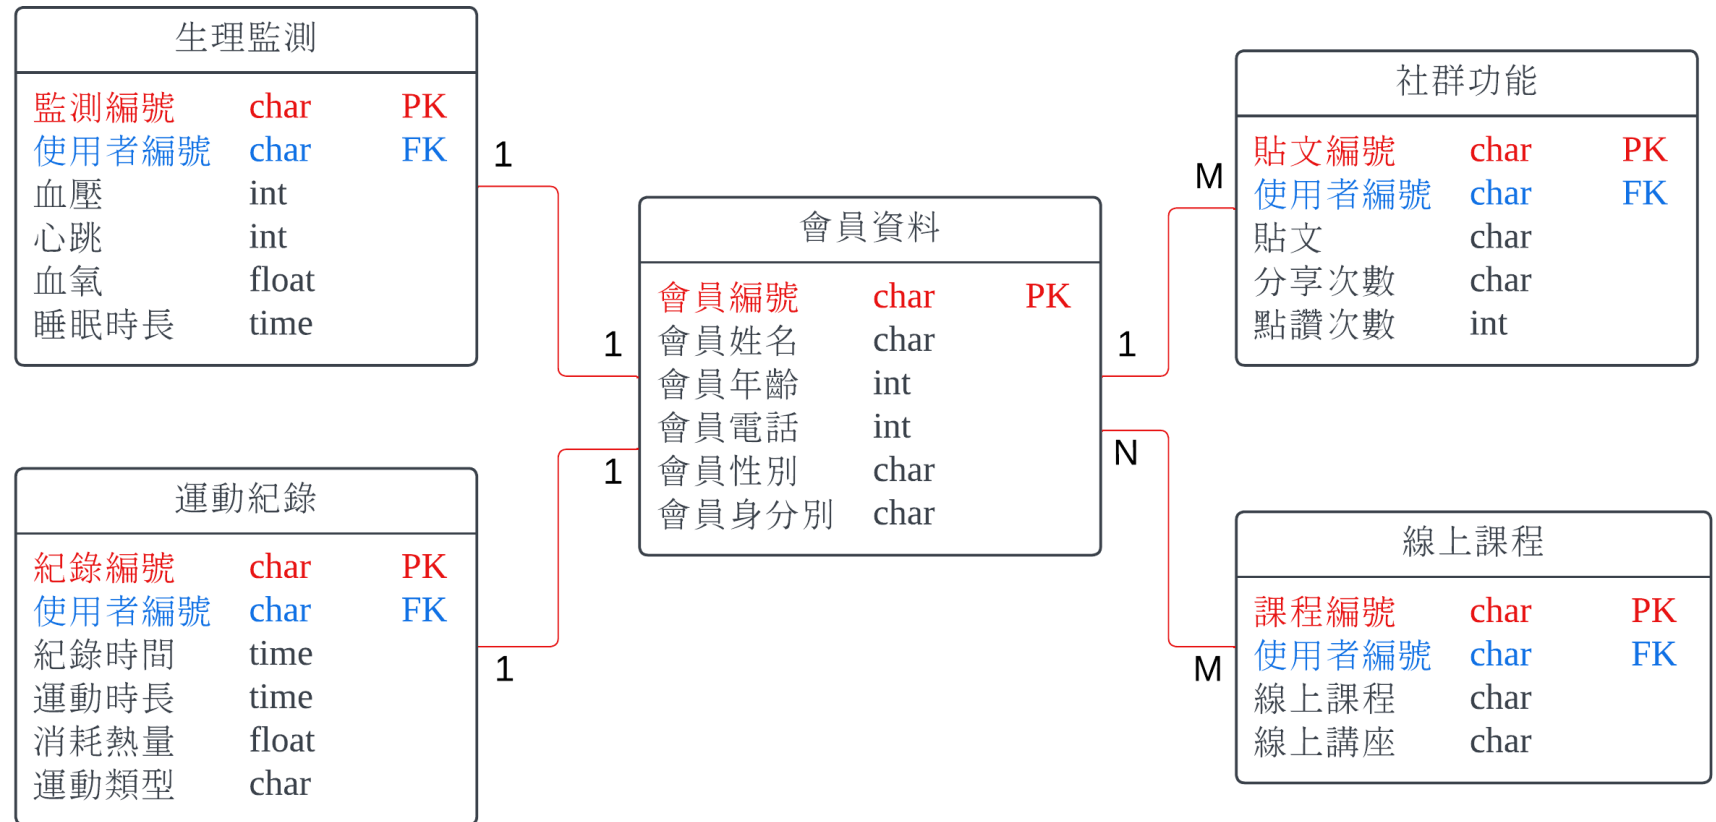 生理監測
監測編號 char PK
使用者編號 char FK
血壓 int
心跳 int
血氧 float
睡眠時長 time
1
1
運動紀錄
紀錄編號 char PK
使用者編號 char FK
紀錄時間 time
運動時長 time
消耗熱量 float
運動類型 char
1
1
會員資料
會員編號 char PK
會員姓名 char
會員年齡 int
會員電話 int
會員性別 char
會員身分別 char
1
M
社群功能
貼文編號 char PK
使用者編號 char FK
貼文 char
分享次數 char
點讚次數 int
N
M
線上課程
課程編號 char PK
使用者編號 char FK
線上課程 char
線上講座 char